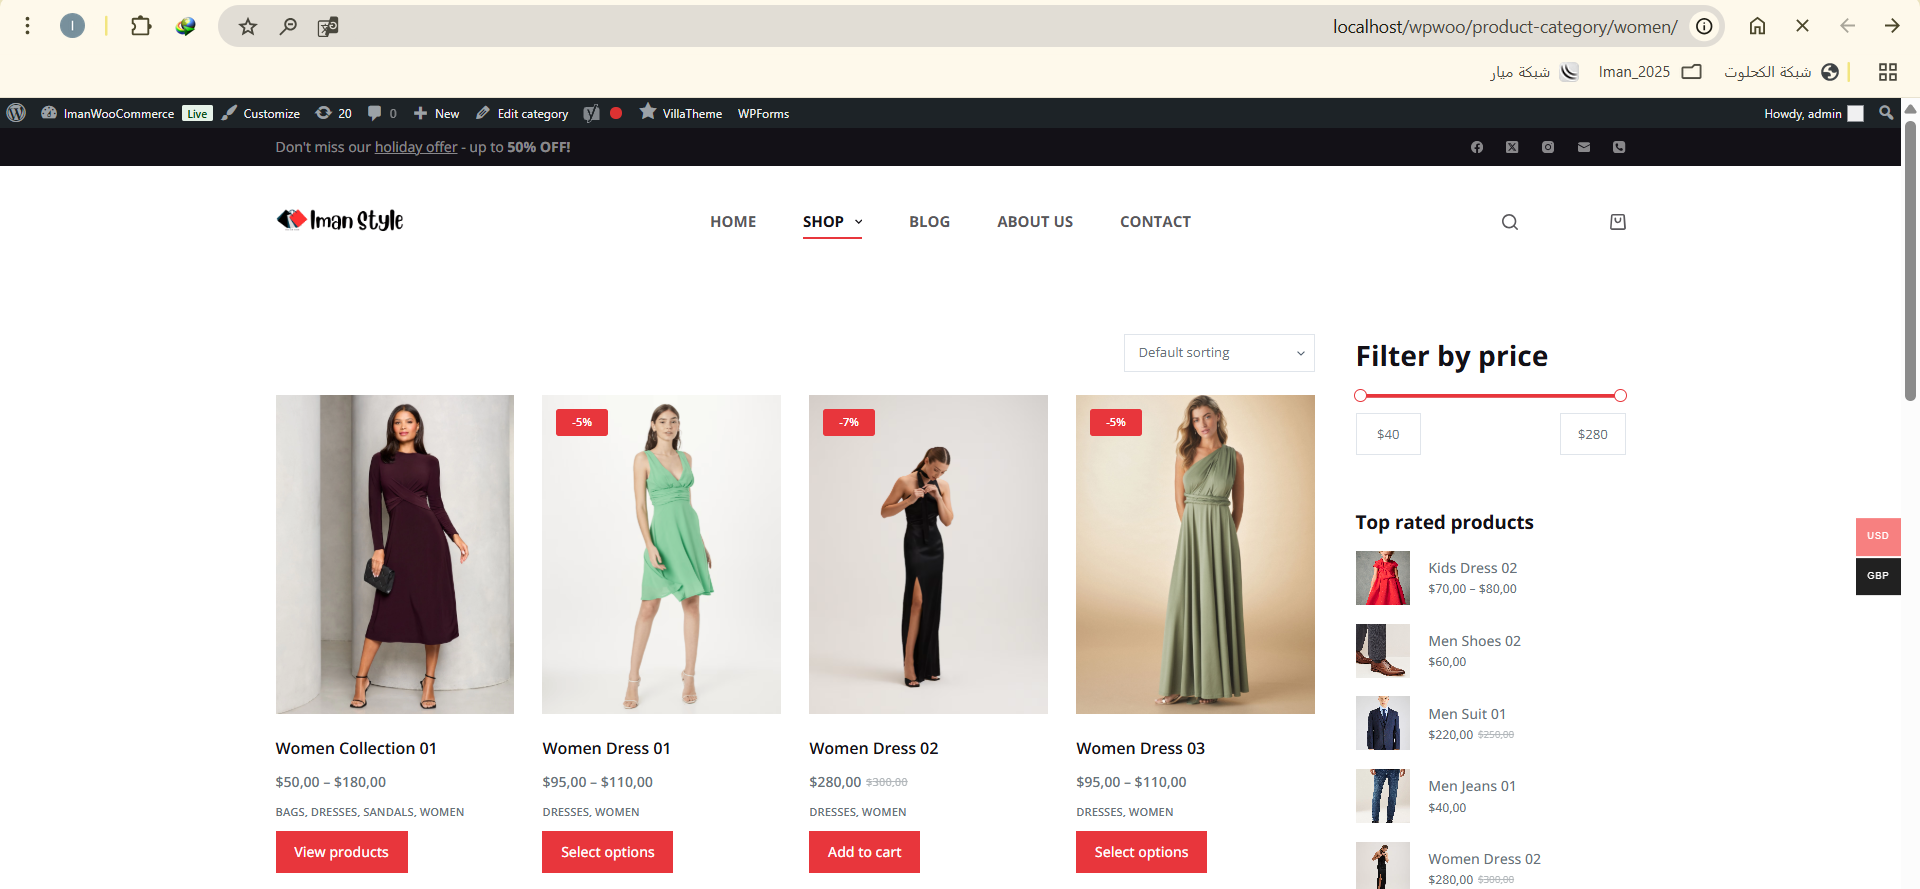 I
localhost/wpwoo/product-category/women/
شبكة ميار
Iman_2025
شبكة الكحلوت
ImanWooCommerce Live Customize 20 0 New Edit category VillaTheme WPForms
Howdy, admin
Don't miss our holiday offer - up to 50% OFF!
Iman Style
HOME SHOP BLOG ABOUT US CONTACT
Default sorting
Filter by price
$40 $280
-5% -7% -5%
Top rated products
Kids Dress 02
$70,00 – $80,00
Men Shoes 02
$60,00
Men Suit 01
$220,00 $250,00
Men Jeans 01
$40,00
Women Dress 02
$280,00 $300,00
USD
GBP
Women Collection 01
$50,00 – $180,00
BAGS, DRESSES, SANDALS, WOMEN
View products
Women Dress 01
$95,00 – $110,00
DRESSES, WOMEN
Select options
Women Dress 02
$280,00 $300,00
DRESSES, WOMEN
Add to cart
Women Dress 03
$95,00 – $110,00
DRESSES, WOMEN
Select options